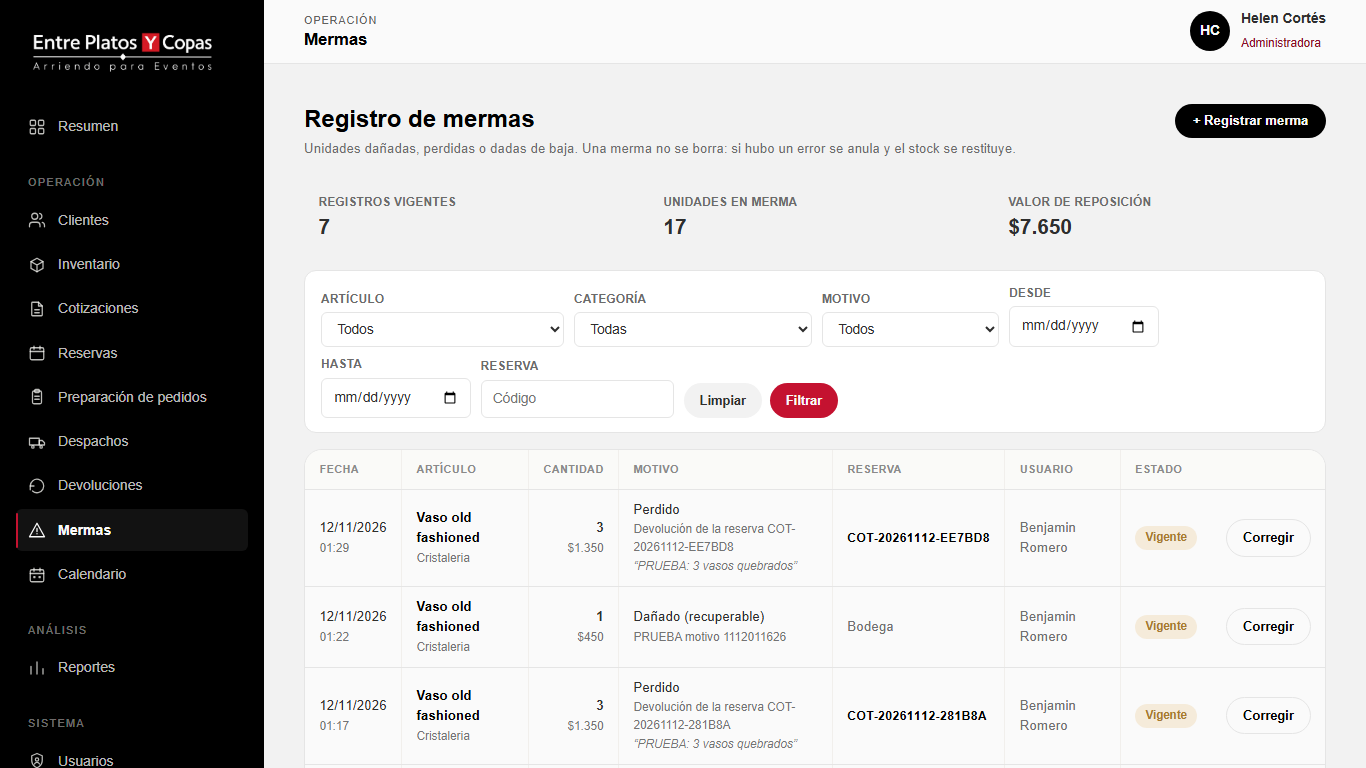 Entre Platos Y Copas
Arriendo para Eventos
Resumen
OPERACIÓN
Clientes
Inventario
Cotizaciones
Reservas
Preparación de pedidos
Despachos
Devoluciones
Mermas
Calendario
ANÁLISIS
Reportes
SISTEMA
Usuarios
OPERACIÓN
Mermas
HC
Helen Cortés
Administradora
Registro de mermas
Unidades dañadas, perdidas o dadas de baja. Una merma no se borra: si hubo un error se anula y el stock se restituye.
+ Registrar merma
REGISTROS VIGENTES
7
UNIDADES EN MERMA
17
VALOR DE REPOSICIÓN
$7.650
ARTÍCULO
Todos
CATEGORÍA
Todas
MOTIVO
Todos
DESDE
mm/dd/yyyy
HASTA
mm/dd/yyyy
RESERVA
Código
Limpiar
Filtrar
FECHA ARTÍCULO CANTIDAD MOTIVO RESERVA USUARIO ESTADO
12/11/2026
01:29
Vaso old
fashioned
Cristaleria
3
$1.350
Perdido
Devolución de la reserva COT-
20261112-EE7BD8
“PRUEBA: 3 vasos quebrados”
COT-20261112-EE7BD8
Benjamin
Romero
Vigente
Corregir
12/11/2026
01:22
Vaso old
fashioned
Cristaleria
1
$450
Dañado (recuperable)
PRUEBA motivo 1112011626
Bodega
Benjamin
Romero
Vigente
Corregir
12/11/2026
01:17
Vaso old
fashioned
Cristaleria
3
$1.350
Perdido
Devolución de la reserva COT-
20261112-281B8A
“PRUEBA: 3 vasos quebrados”
COT-20261112-281B8A
Benjamin
Romero
Vigente
Corregir